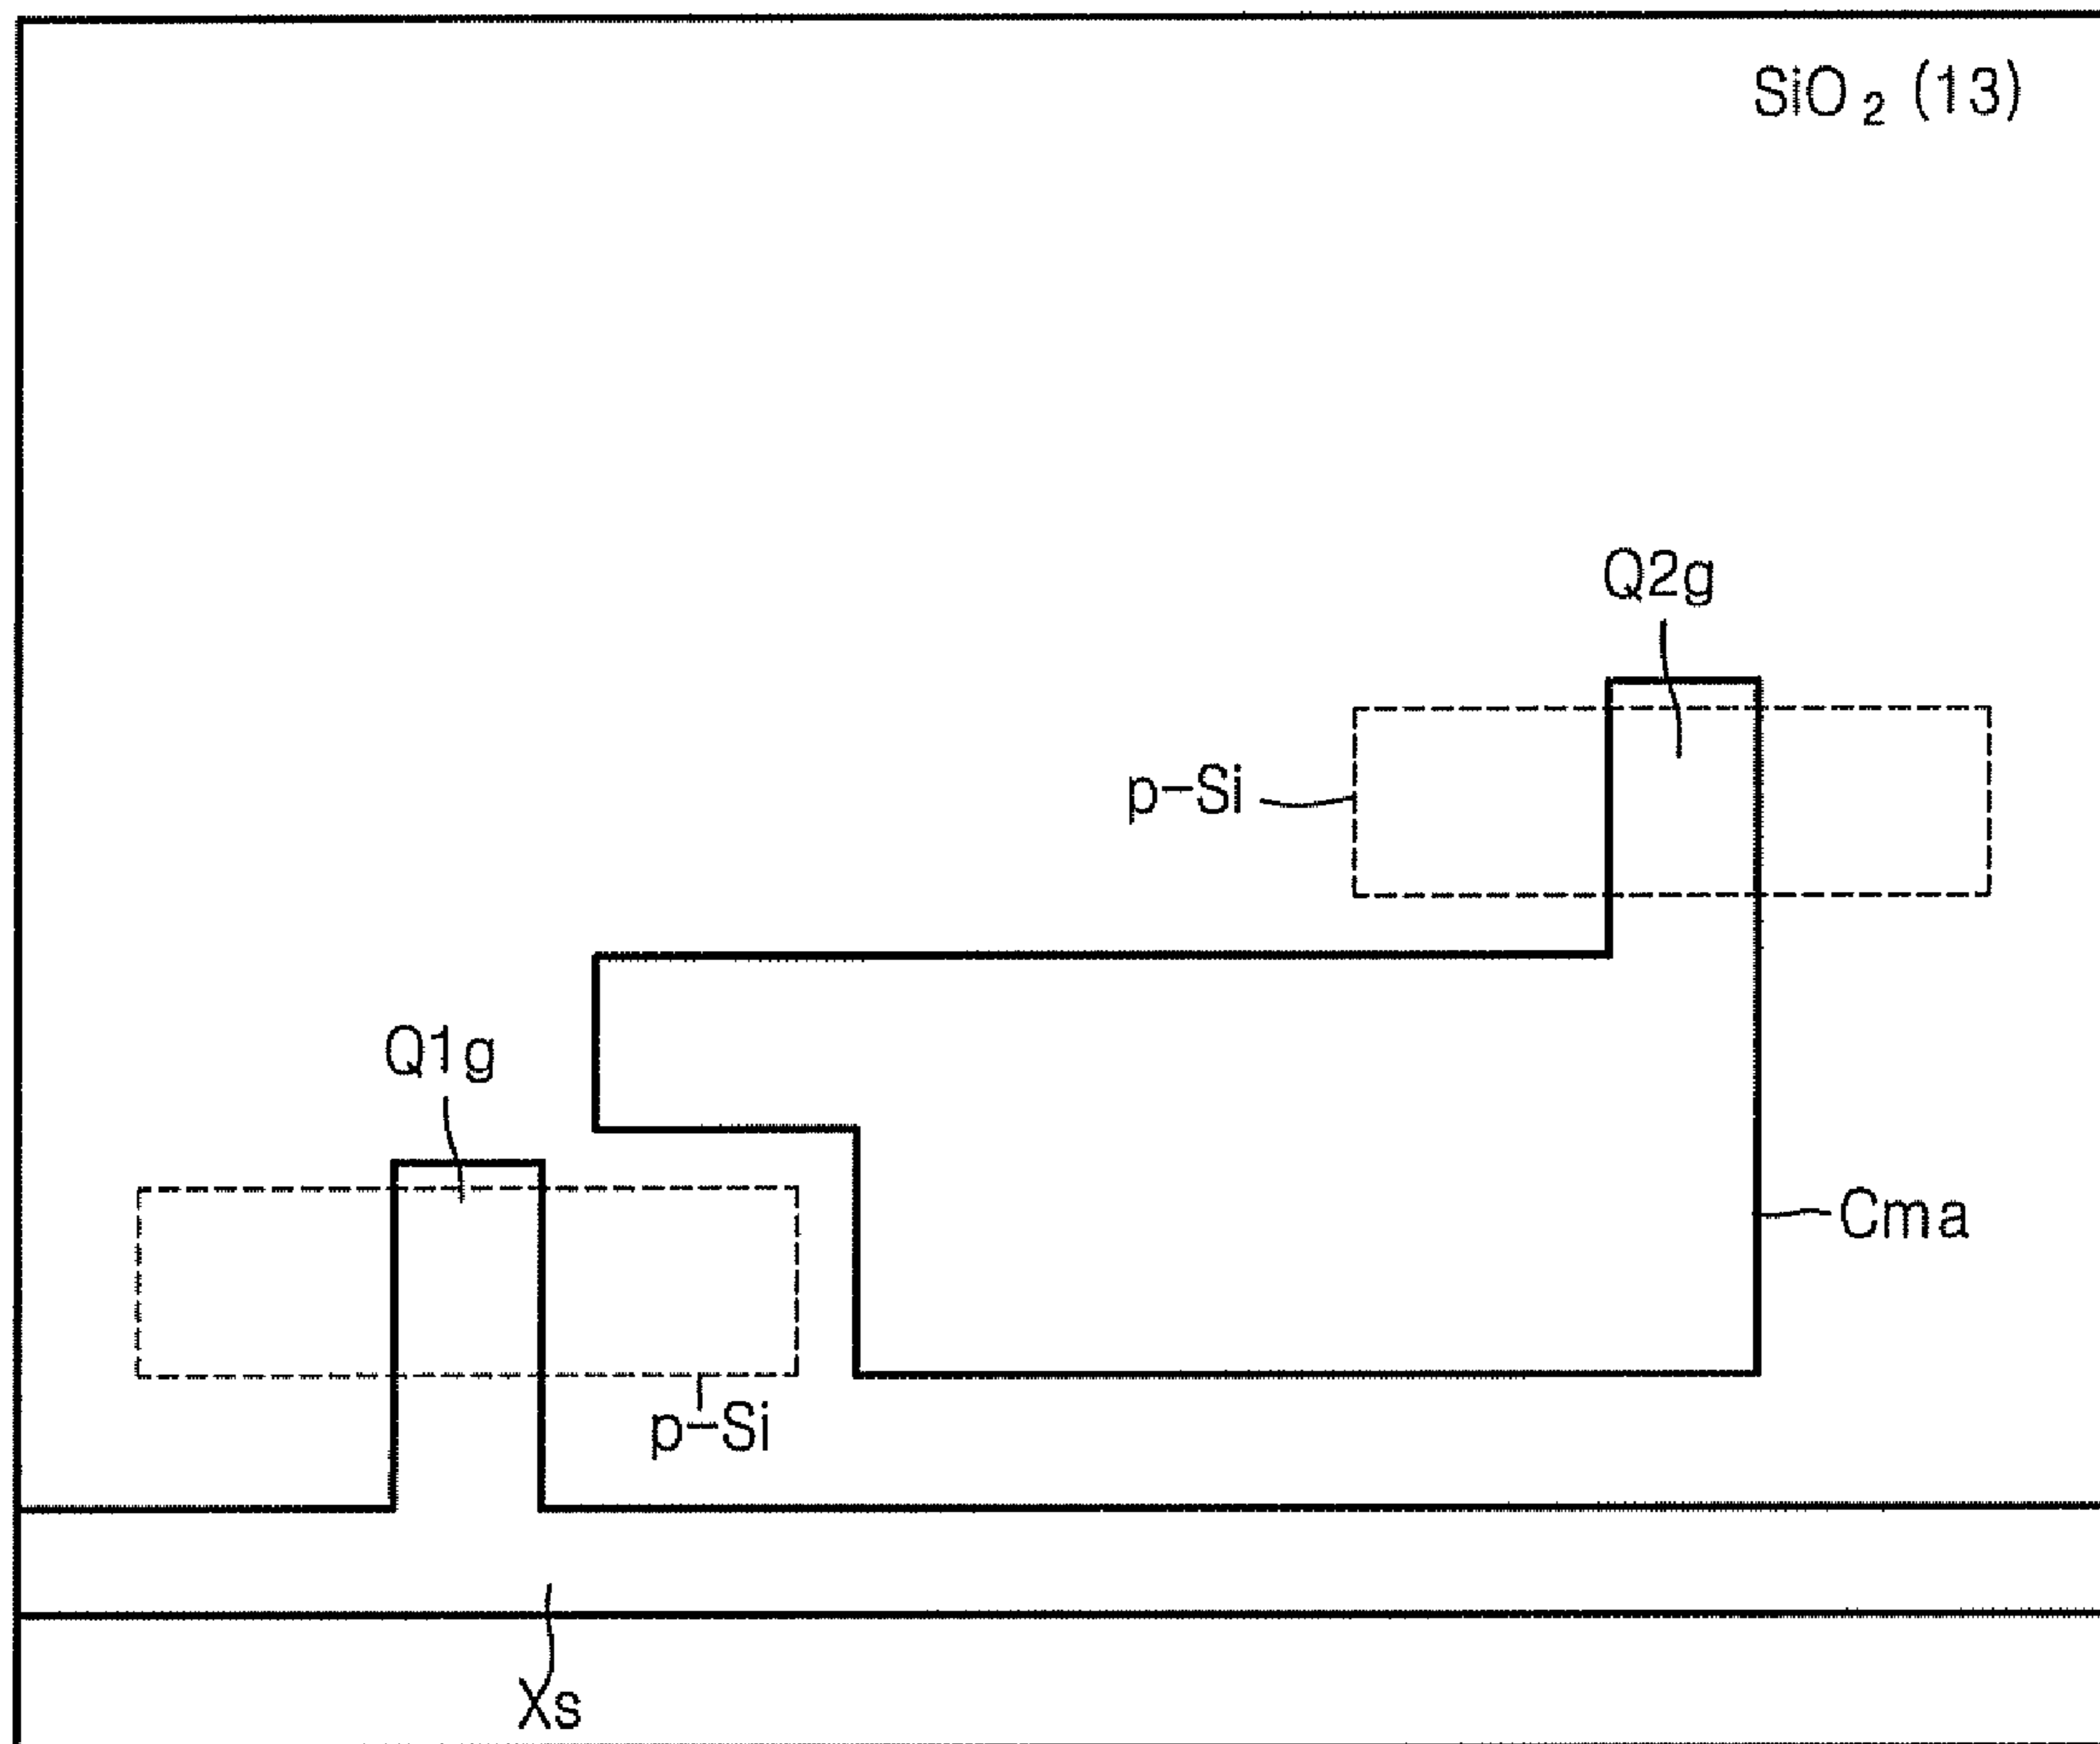 SiO₂ (13)
Q2g
p-Si
Q1g
Cma
p-Si
Xs